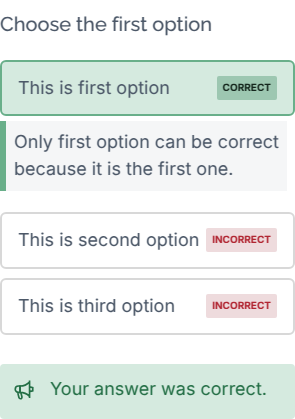 Choose the first option
This is first option CORRECT
Only first option can be correct
because it is the first one.
This is second option INCORRECT
This is third option INCORRECT
Your answer was correct.